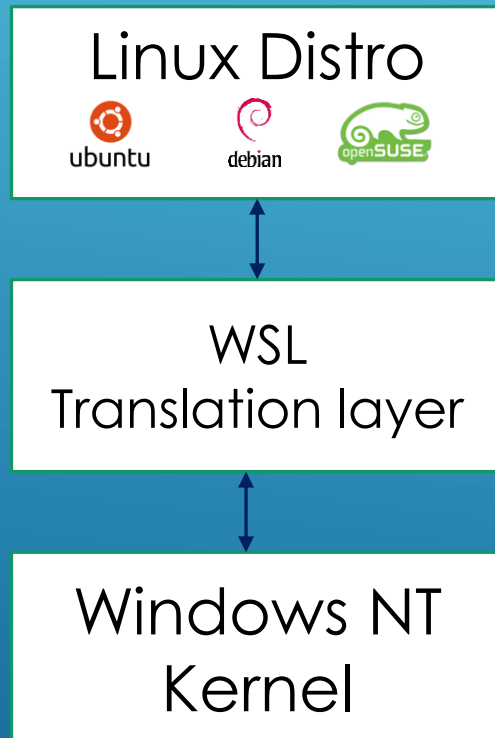 Linux Distro
ubuntu debian openSUSE
WSL
Translation layer
Windows NT
Kernel